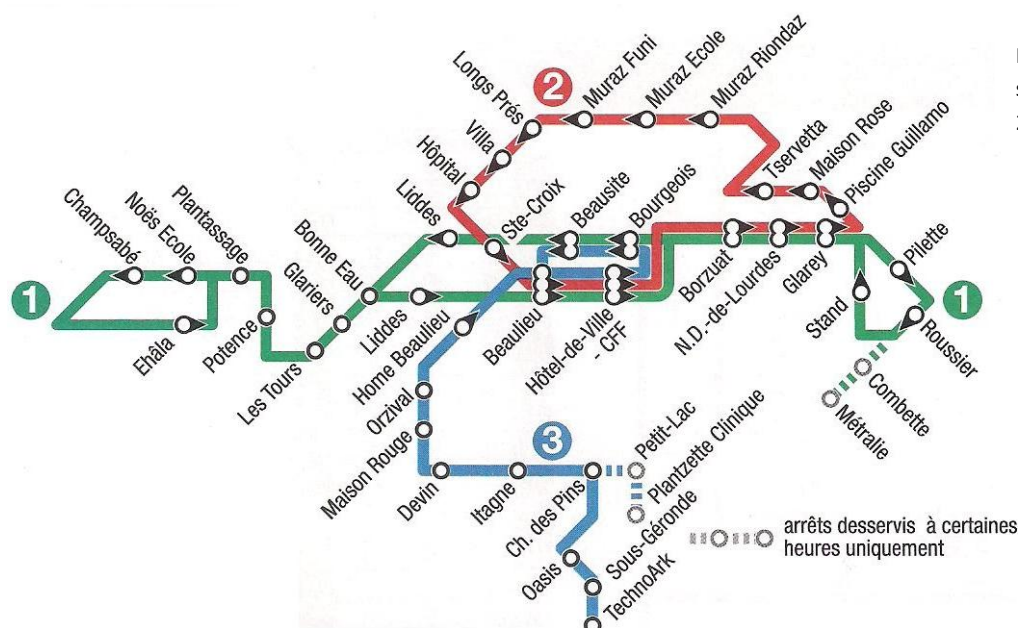 2
Longs Prés
Muraz Funi
Muraz Ecole
Muraz Riondaz
Villa
Hôpital
Tservetta
Maison Rose
Piscine Guillamo
Liddes
Ste-Croix
Beausite
Bourgeois
Champsabé
Noës Ecole
Plantassage
Bonne Eau
Glariers
1
Ehâla
Potence
Les Tours
Liddes
Home Beaulieu
Beaulieu
Hôtel-de-Ville
- CFF
Borzuat
N.D.-de-Lourdes
Glarey
Pilette
Stand
1
Roussier
Combette
Métralie
Orzival
Maison Rouge
Devin
Itagne
3
Ch. des Pins
Petit-Lac
Plantzette Clinique
Oasis
Sous-Géronde
TechnoArk
arrêts desservis à certaines
heures uniquement